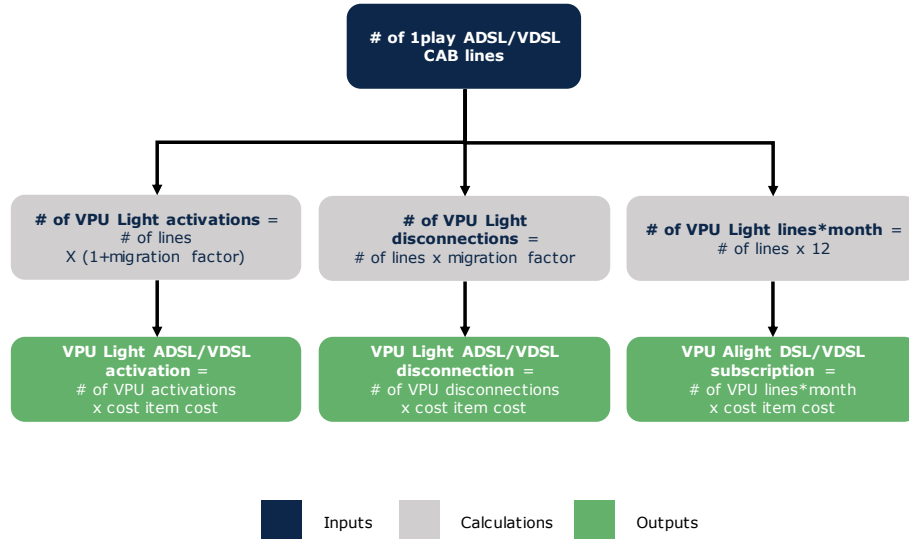 # of 1play ADSL/VDSL
CAB lines
# of VPU Light activations =
# of lines
X (1+migration factor)
# of VPU Light
disconnections =
# of lines x migration factor
# of VPU Light lines*month =
# of lines x 12
VPU Light ADSL/VDSL
activation =
# of VPU activations
x cost item cost
VPU Light ADSL/VDSL
disconnection =
# of VPU disconnections
x cost item cost
VPU Alight DSL/VDSL
subscription =
# of VPU lines*month
x cost item cost
Inputs
Calculations
Outputs